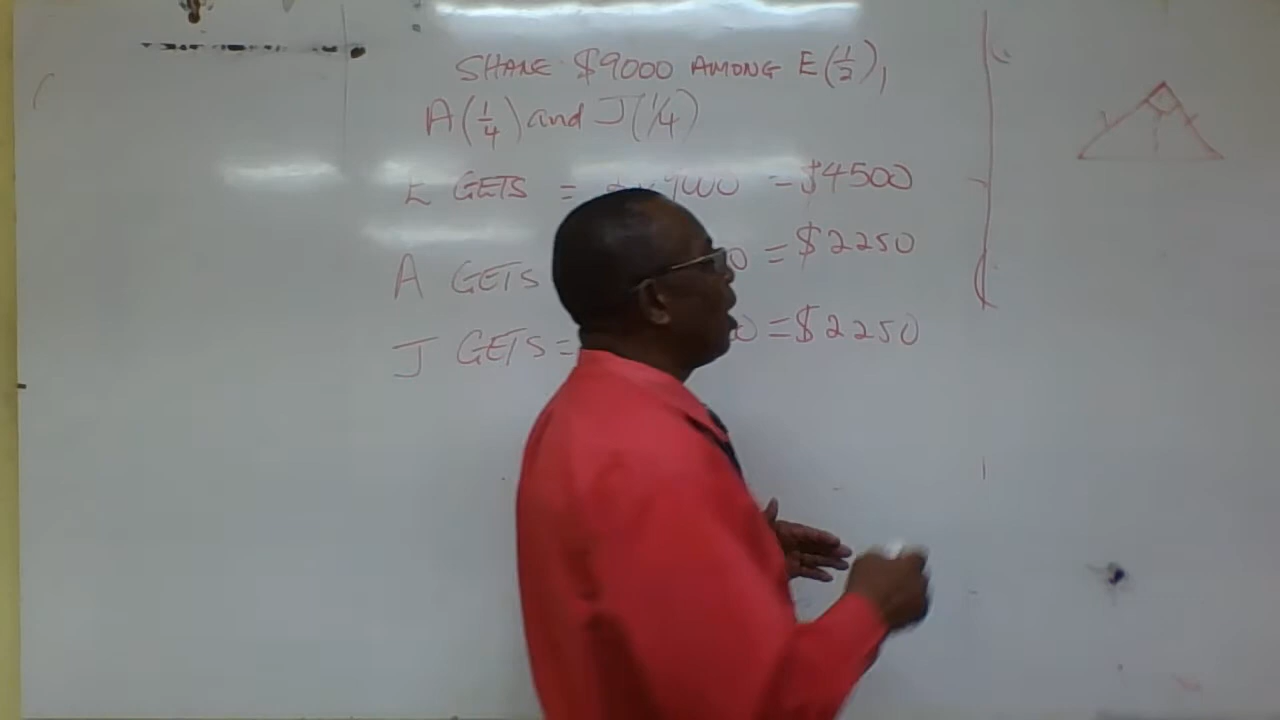 SHARE $9000 AMONG E(1/2),
A(1/4) and J(1/4)
E GETS = = $4500
A GETS = $2250
J GETS = = $2250